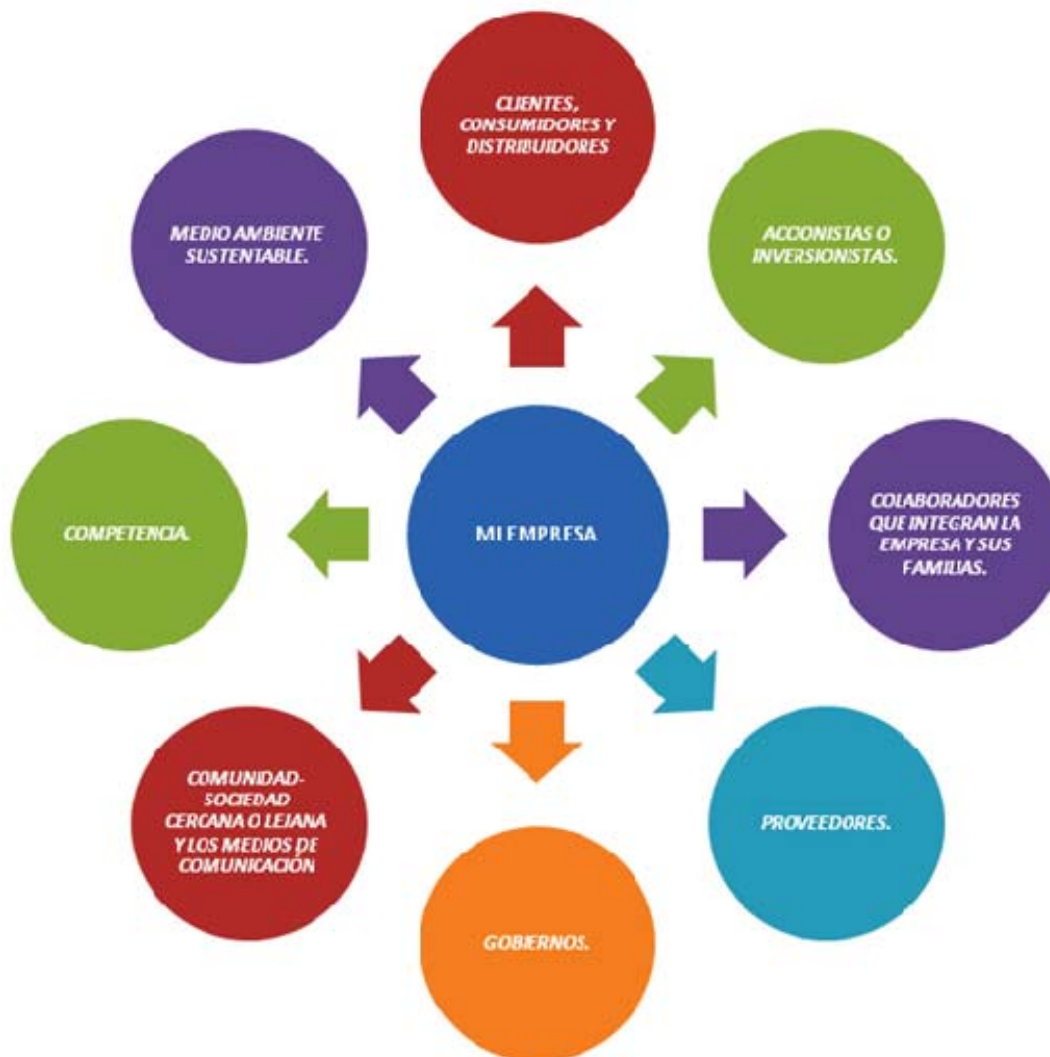 CLIENTES,
CONSUMIDORES Y
DISTRIBUIDORES
ACCIONISTAS O
INVERSIONISTAS.
COLABORADORES
QUE INTEGRAN LA
EMPRESA Y SUS
FAMILIAS.
PROVEEDORES.
GOBIERNOS.
COMUNIDAD-
SOCIEDAD
CERCANA O LEJANA
Y LOS MEDIOS DE
COMUNICACIÓN
COMPETENCIA.
MEDIO AMBIENTE
SUSTENTABLE.
MI EMPRESA